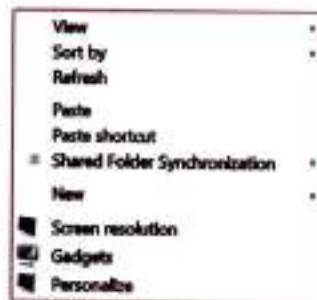 View
Sort by
Refresh
Paste
Paste shortcut
Shared Folder Synchronization
New
Screen resolution
Gadgets
Personalize